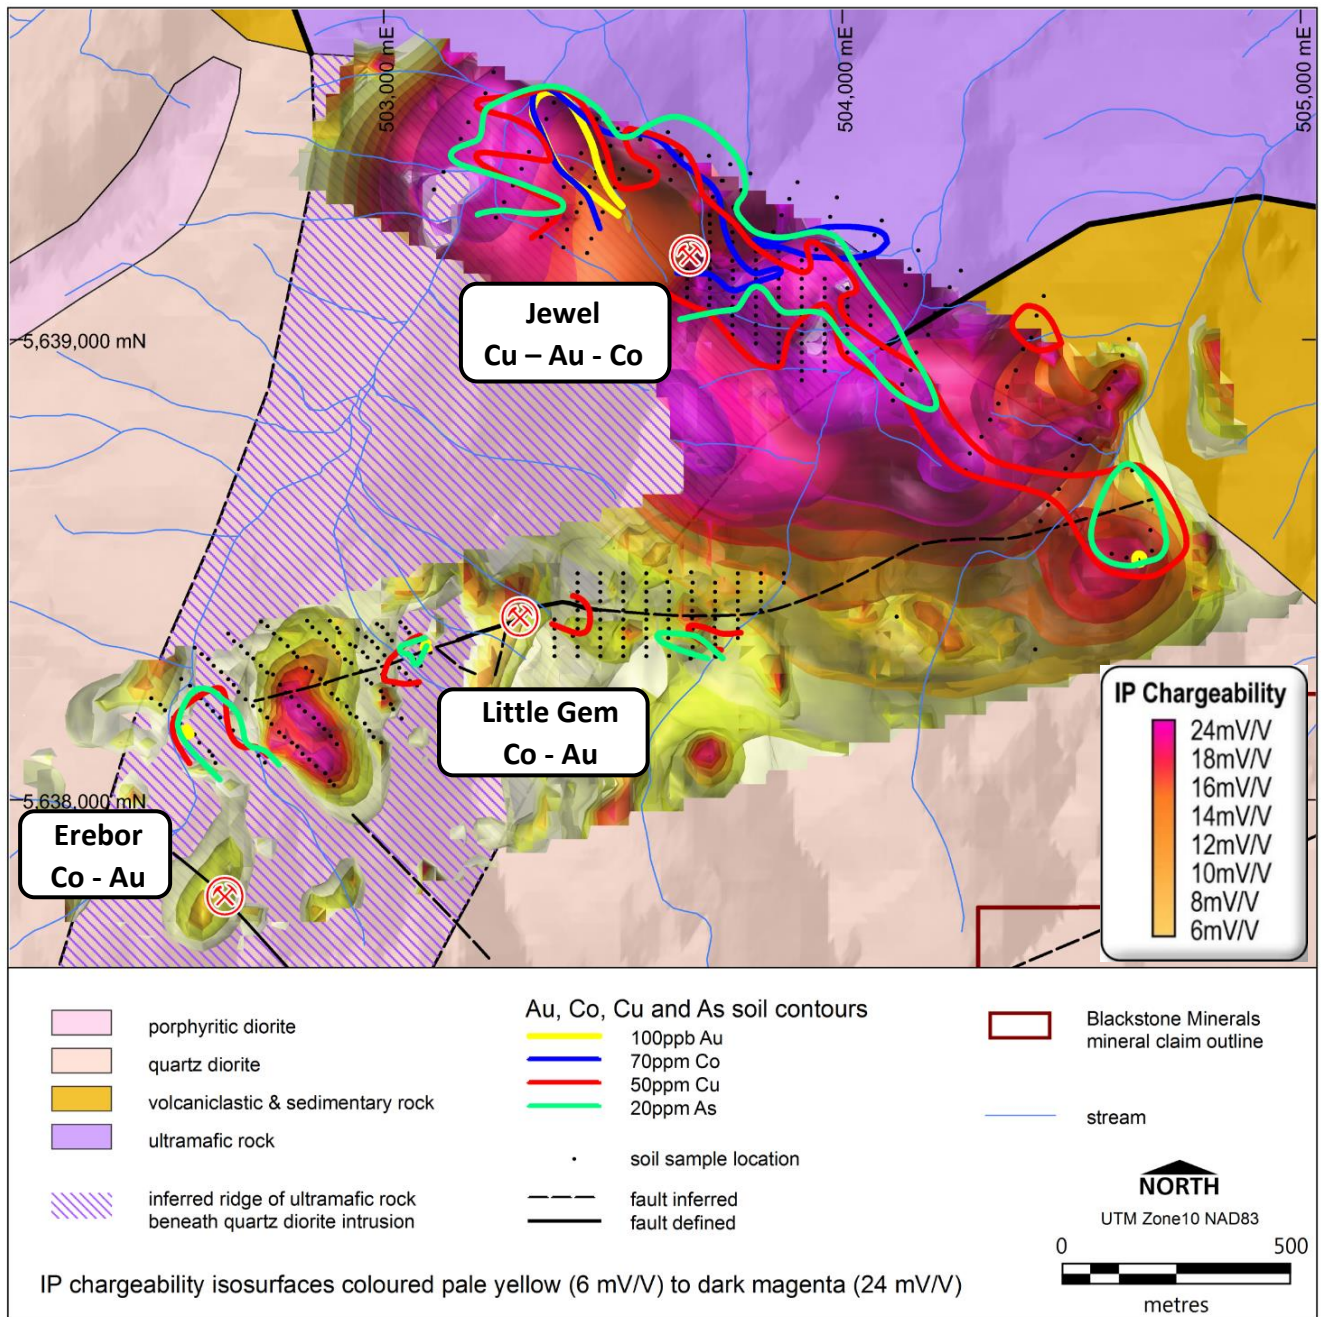 503,000 mE
504,000 mE
505,000 mE
5,639,000 mN
Jewel
Cu – Au - Co
Little Gem
Co - Au
5,638,000 mN
Erebor
Co - Au
IP Chargeability
24mV/V
18mV/V
16mV/V
14mV/V
12mV/V
10mV/V
8mV/V
6mV/V
porphyritic diorite
quartz diorite
volcaniclastic & sedimentary rock
ultramafic rock
inferred ridge of ultramafic rock
beneath quartz diorite intrusion
Au, Co, Cu and As soil contours
100ppb Au
70ppm Co
50ppm Cu
20ppm As
soil sample location
fault inferred
fault defined
Blackstone Minerals
mineral claim outline
stream
NORTH
UTM Zone10 NAD83
0 500
metres
IP chargeability isosurfaces coloured pale yellow (6 mV/V) to dark magenta (24 mV/V)